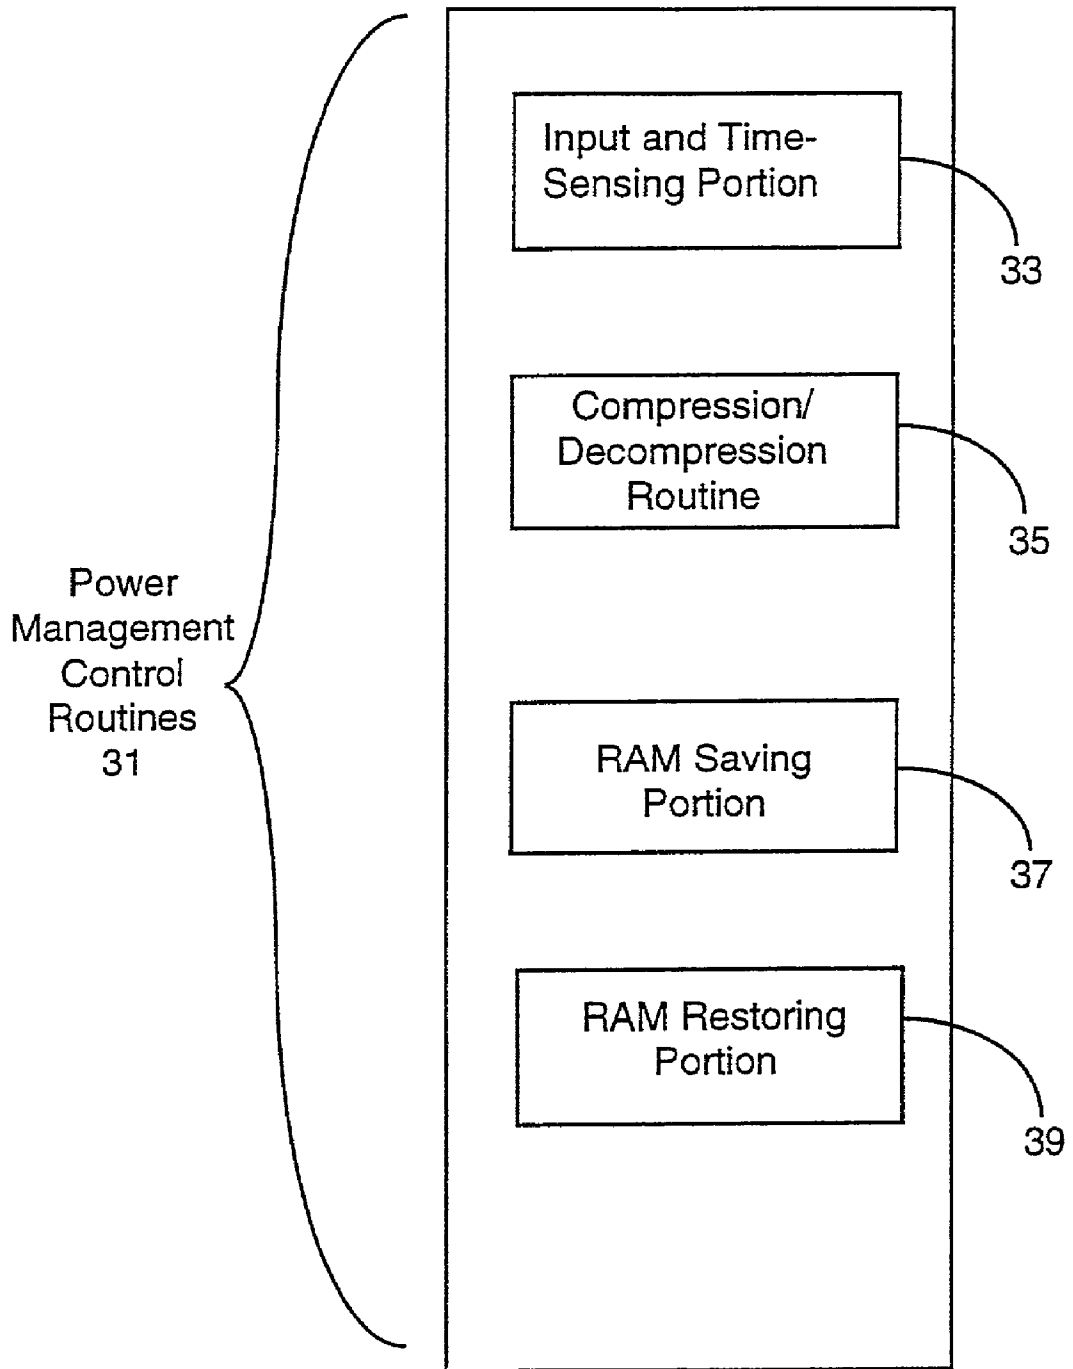 Input and Time-
Sensing Portion
33
Compression/
Decompression
Routine
35
Power
Management
Control
Routines
31
RAM Saving
Portion
37
RAM Restoring
Portion
39